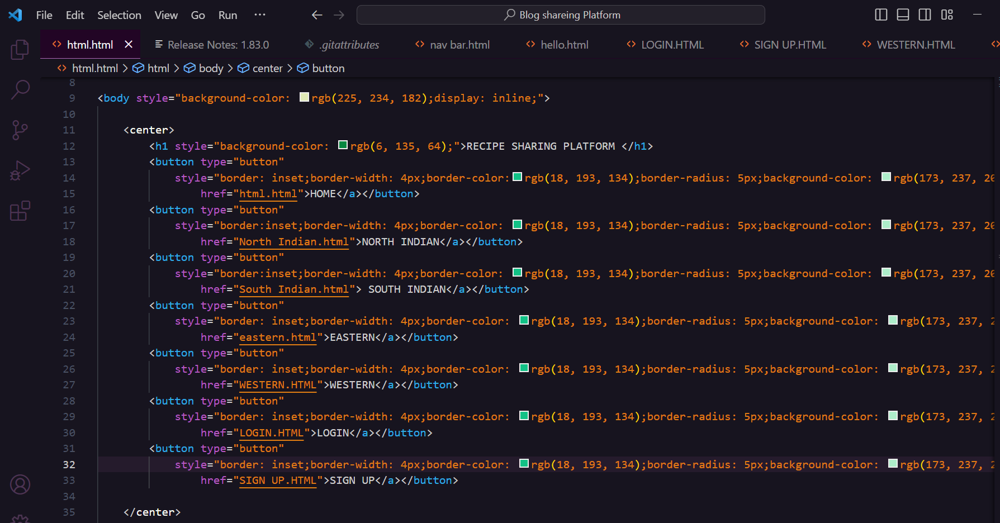 File Edit Selection View Go Run ··· Blog shareing Platform
html.html Release Notes: 1.83.0 .gitattributes nav bar.html hello.html LOGIN.HTML SIGN UP.HTML WESTERN.HTML
html.html > html > body > center > button
8
9 <body style="background-color: rgb(225, 234, 182);display: inline;">
10
11 <center>
12 <h1 style="background-color: rgb(6, 135, 64);">RECIPE SHARING PLATFORM </h1>
13 <button type="button"
14 style="border: inset;border-width: 4px;border-color: rgb(18, 193, 134);border-radius: 5px;background-color: rgb(173, 237,
15 href="html.html">HOME</a></button>
16 <button type="button"
17 style="border:inset;border-width: 4px;border-color: rgb(18, 193, 134);border-radius: 5px;background-color: rgb(173, 237,
18 href="North Indian.html">NORTH INDIAN</a></button>
19 <button type="button"
20 style="border:inset;border-width: 4px;border-color: rgb(18, 193, 134);border-radius: 5px;background-color: rgb(173, 237,
21 href="South Indian.html"> SOUTH INDIAN</a></button>
22 <button type="button"
23 style="border: inset;border-width: 4px;border-color: rgb(18, 193, 134);border-radius: 5px;background-color: rgb(173, 237,
24 href="eastern.html">EASTERN</a></button>
25 <button type="button"
26 style="border: inset;border-width: 4px;border-color: rgb(18, 193, 134);border-radius: 5px;background-color: rgb(173, 237,
27 href="WESTERN.HTML">WESTERN</a></button>
28 <button type="button"
29 style="border: inset;border-width: 4px;border-color: rgb(18, 193, 134);border-radius: 5px;background-color: rgb(173, 237,
30 href="LOGIN.HTML">LOGIN</a></button>
31 <button type="button"
32 style="border: inset;border-width: 4px;border-color: rgb(18, 193, 134);border-radius: 5px;background-color: rgb(173, 237,
33 href="SIGN UP.HTML">SIGN UP</a></button>
34
35 </center>